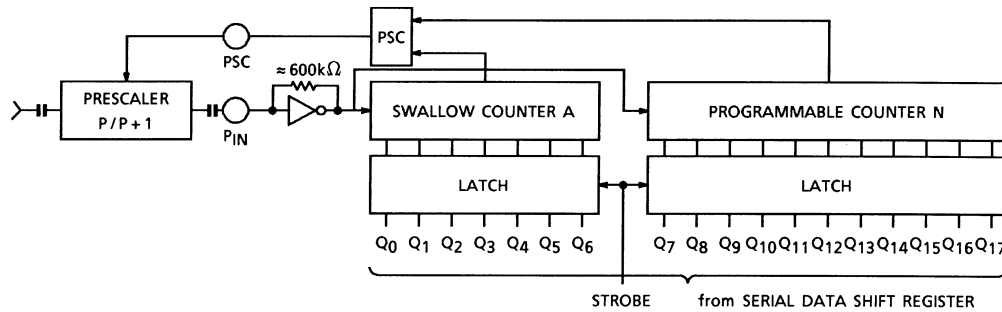 PSC
PSC
≈ 600kΩ
PRESCALER
P / P + 1
PIN
SWALLOW COUNTER A
PROGRAMMABLE COUNTER N
LATCH
LATCH
Q0 Q1 Q2 Q3 Q4 Q5 Q6
Q7 Q8 Q9 Q10 Q11 Q12 Q13 Q14 Q15 Q16 Q17
STROBE
from SERIAL DATA SHIFT REGISTER